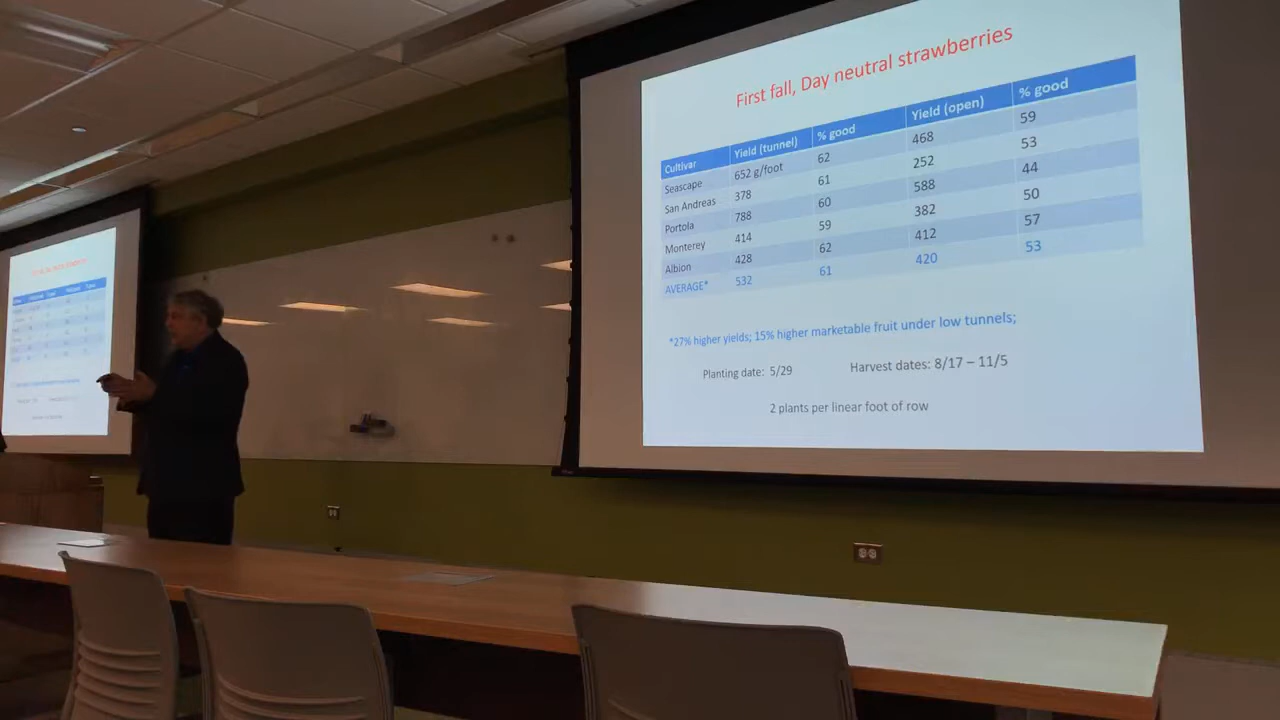 First fall, Day neutral strawberries
Cultivar Yield (tunnel) % good Yield (open) % good
Seascape 652 g/foot 62 468 59
San Andreas 378 61 252 53
Portola 788 60 588 44
Monterey 414 59 382 50
Albion 428 62 412 57
AVERAGE* 532 61 420 53
*27% higher yields; 15% higher marketable fruit under low tunnels;
Planting date: 5/29 Harvest dates: 8/17 – 11/5
2 plants per linear foot of row